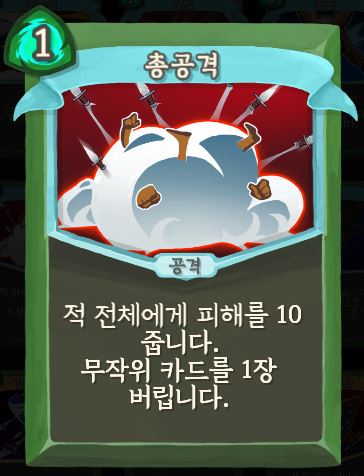 1
총공격
공격
적 전체에게 피해를 10
줍니다.
무작위 카드를 1장
버립니다.